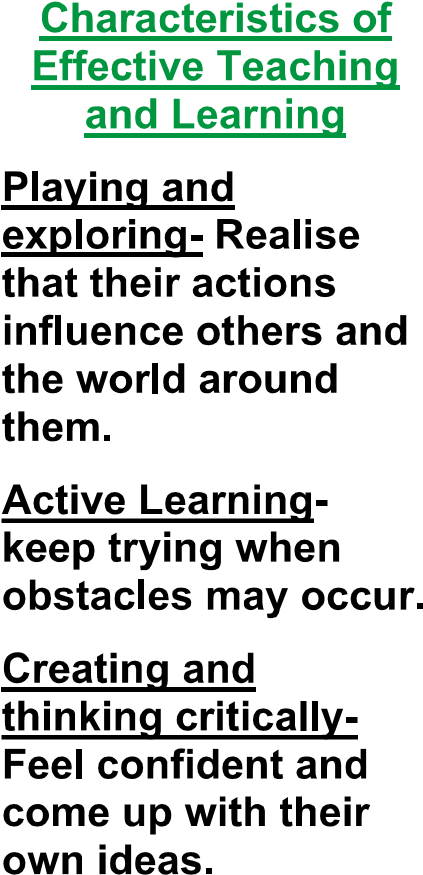 Characteristics of
Effective Teaching
and Learning
Playing and
exploring- Realise
that their actions
influence others and
the world around
them.
Active Learning-
keep trying when
obstacles may occur.
Creating and
thinking critically-
Feel confident and
come up with their
own ideas.